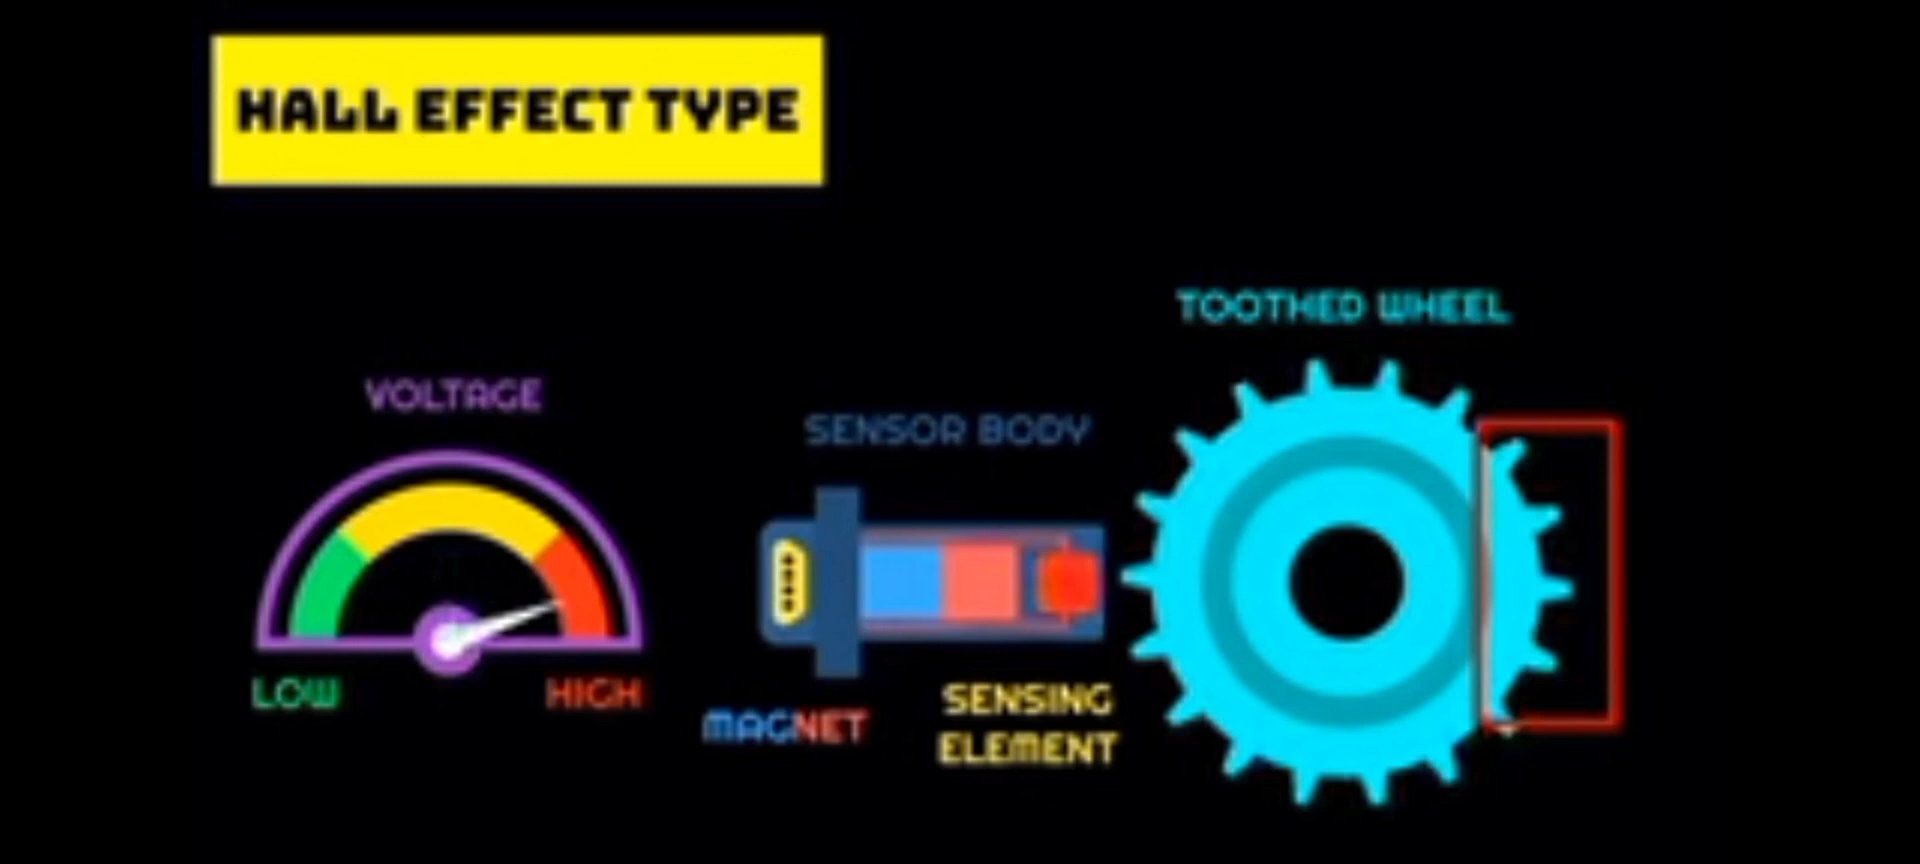 HALL EFFECT TYPE
TOOTHED WHEEL
VOLTAGE
SENSOR BODY
LOW
HIGH
MAGNET
SENSING
ELEMENT